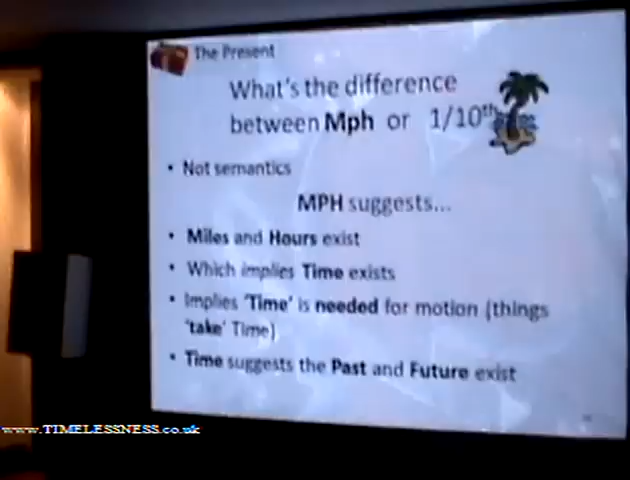 The Present
What's the difference
between Mph or 1/10th
• Not semantics
MPH suggests...
• Miles and Hours exist
• Which implies Time exists
• Implies 'Time' is needed for motion (things
'take' Time)
• Time suggests the Past and Future exist
www.TIMELESSNESS.co.uk